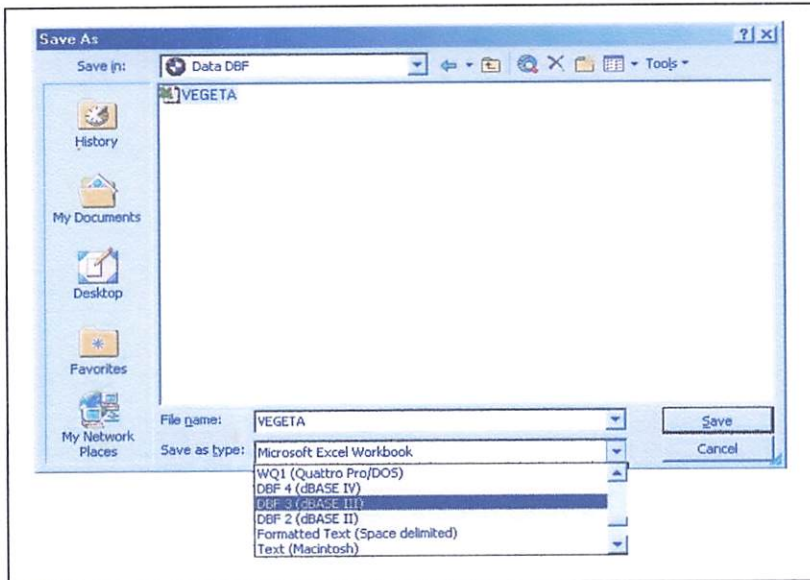 Save As
Save in:
Data DBF
Tools
VEGETA
History
My Documents
Desktop
Favorites
My Network
Places
File name:
VEGETA
Save
Save as type:
Microsoft Excel Workbook
Cancel
WQ1 (Quattro Pro/DOS)
DBF 4 (dBASE IV)
DBF 3 (dBASE III)
DBF 2 (dBASE II)
Formatted Text (Space delimited)
Text (Macintosh)